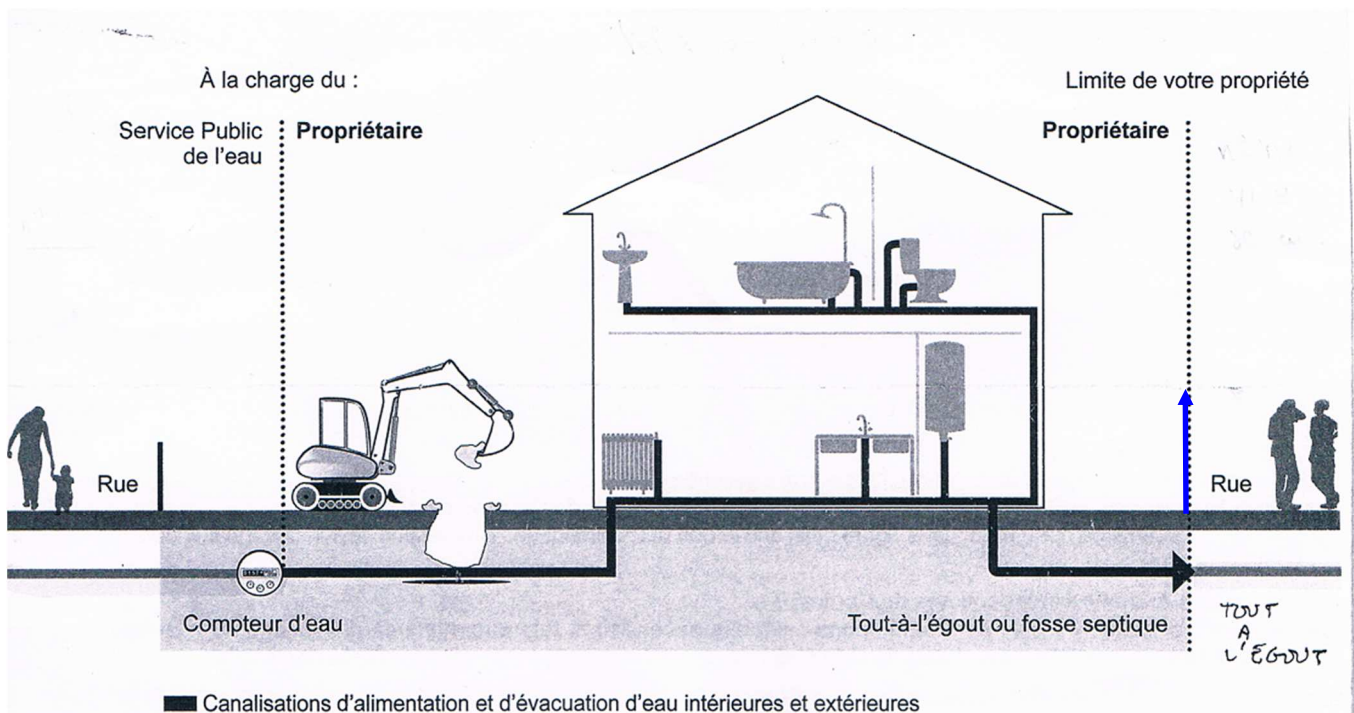 À la charge du :
Limite de votre propriété
Service Public
de l'eau
Propriétaire
Propriétaire
Rue
Rue
Compteur d'eau
Tout-à-l'égout ou fosse septique
TOUT
A
L'ÉGOUT
Canalisations d'alimentation et d'évacuation d'eau intérieures et extérieures